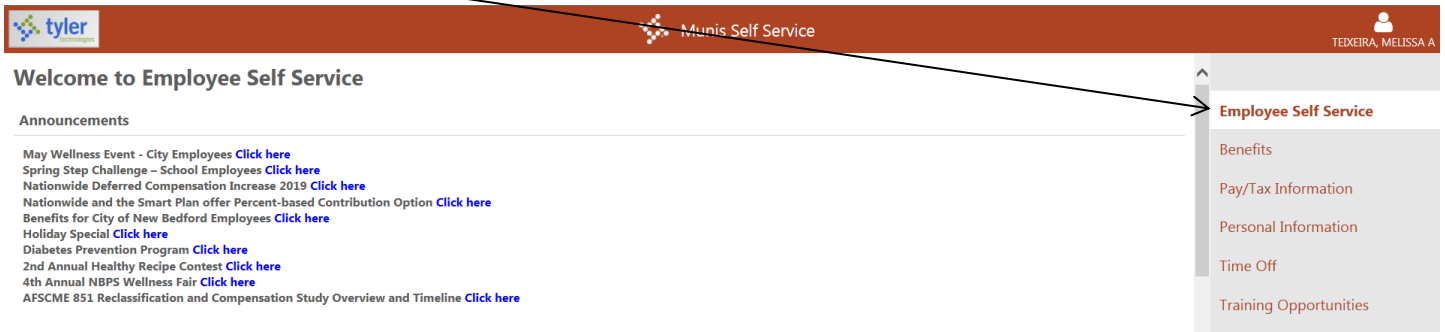 tyler
technologies
Munis Self Service
TEIXEIRA, MELISSA A
Welcome to Employee Self Service
Announcements
May Wellness Event - City Employees Click here
Spring Step Challenge – School Employees Click here
Nationwide Deferred Compensation Increase 2019 Click here
Nationwide and the Smart Plan offer Percent-based Contribution Option Click here
Benefits for City of New Bedford Employees Click here
Holiday Special Click here
Diabetes Prevention Program Click here
2nd Annual Healthy Recipe Contest Click here
4th Annual NBPS Wellness Fair Click here
AFSCME 851 Reclassification and Compensation Study Overview and Timeline Click here
Employee Self Service
Benefits
Pay/Tax Information
Personal Information
Time Off
Training Opportunities